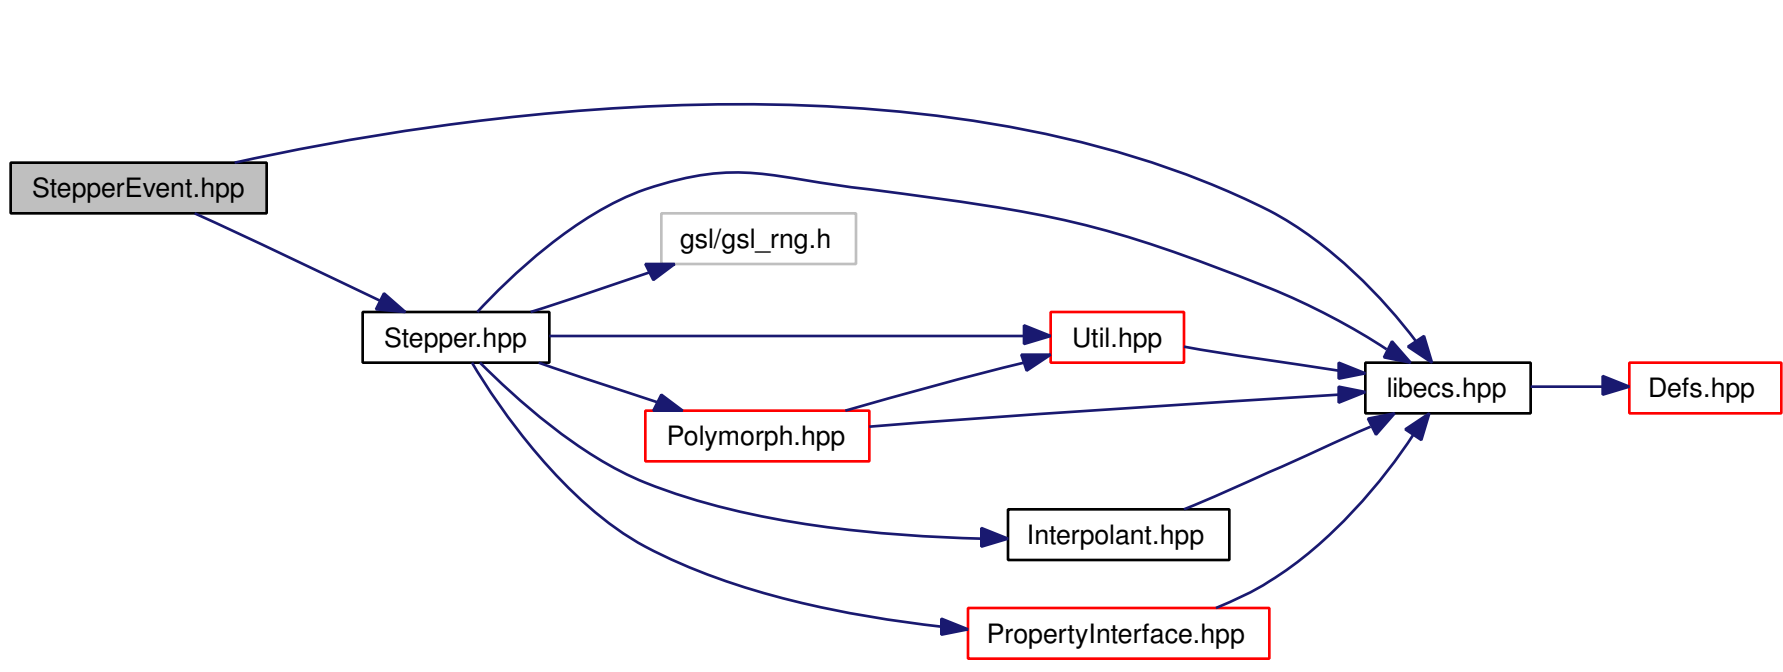 StepperEvent.hpp
gsl/gsl_rng.h
Stepper.hpp
Util.hpp
libecs.hpp
Defs.hpp
Polymorph.hpp
Interpolant.hpp
PropertyInterface.hpp